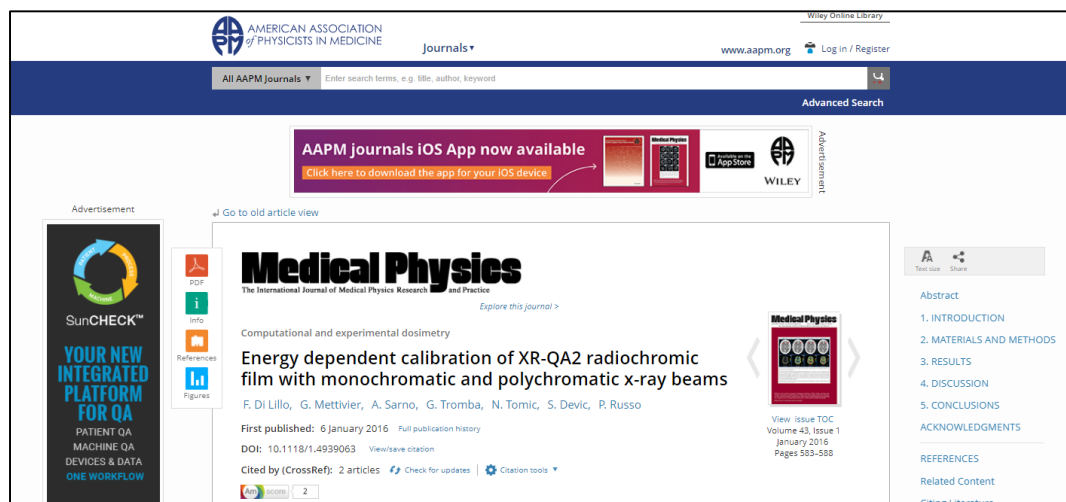 Wiley Online Library
AMERICAN ASSOCIATION
of PHYSICISTS IN MEDICINE
Journals ▾
www.aapm.org
Log in / Register
All AAPM Journals ▼
Enter search terms, e.g. title, author, keyword
Advanced Search
AAPM journals iOS App now available
Click here to download the app for your iOS device
Medical Physics
Available on the
App Store
WILEY
Advertisement
Advertisement
Go to old article view
SunCHECK™
PATIENT
PROCESS
MACHINE
YOUR NEW
INTEGRATED
PLATFORM
FOR QA
PATIENT QA
MACHINE QA
DEVICES & DATA
ONE WORKFLOW
PDF
i
Info
References
Figures
Medical Physics
The International Journal of Medical Physics Research and Practice
Explore this journal >
Computational and experimental dosimetry
Energy dependent calibration of XR-QA2 radiochromic
film with monochromatic and polychromatic x-ray beams
F. Di Lillo, G. Mettivier, A. Sarno, G. Tromba, N. Tomic, S. Devic, P. Russo
First published: 6 January 2016 Full publication history
DOI: 10.1118/1.4939063 View/save citation
Cited by (CrossRef): 2 articles Check for updates Citation tools ▼
Am score 2
Medical Physics
View issue TOC
Volume 43, Issue 1
January 2016
Pages 583–588
A
Text size Share
Abstract
1. INTRODUCTION
2. MATERIALS AND METHODS
3. RESULTS
4. DISCUSSION
5. CONCLUSIONS
ACKNOWLEDGMENTS
REFERENCES
Related Content
Citing Literature